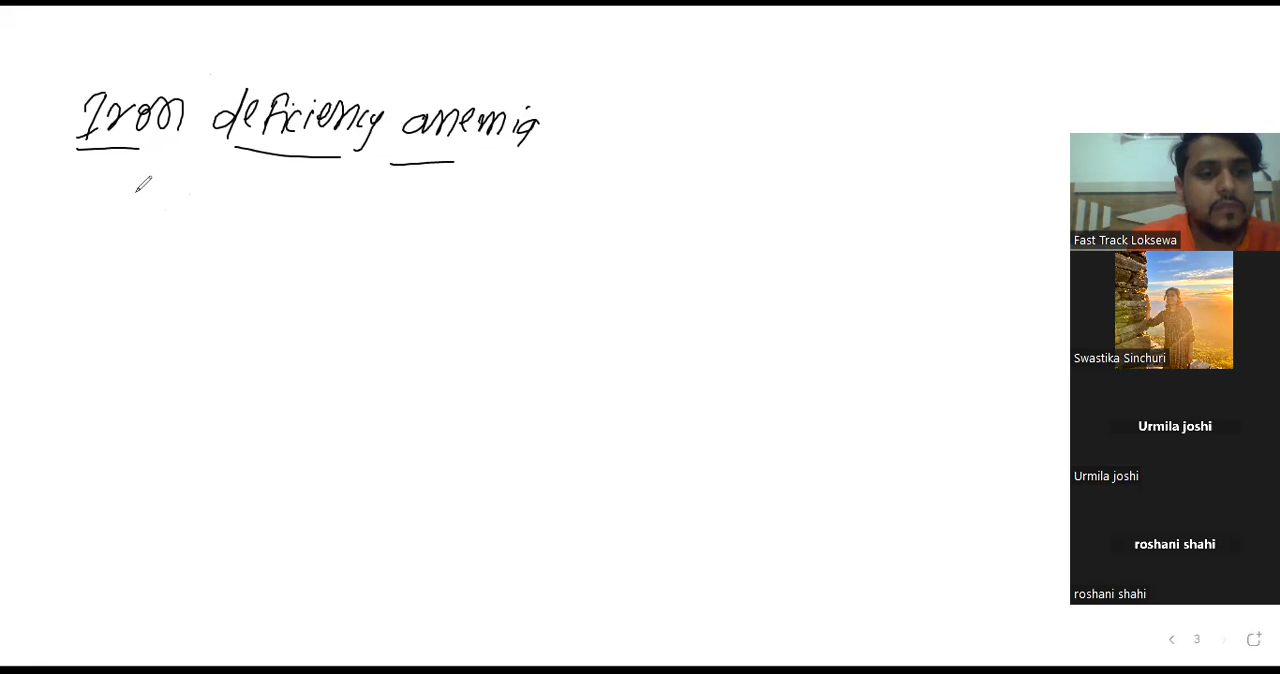 Iron deficiency anemia
Fast Track Loksewa
Swastika Sinchuri
Urmila joshi
Urmila joshi
roshani shahi
roshani shahi
3